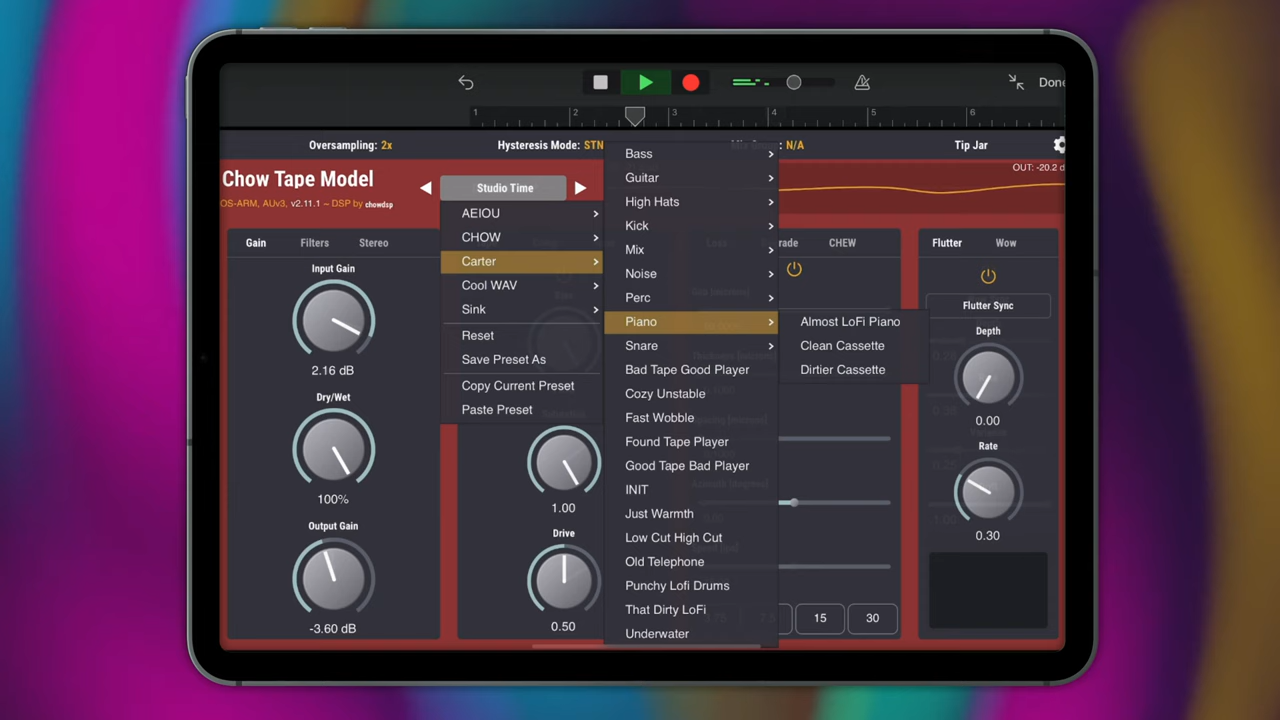 Done
1 2 3 4 5 6
Oversampling: 2x
Hysteresis Mode: STN
N/A
Tip Jar
Chow Tape Model
OS-ARM, AUv3, v2.11.1 – DSP by chowdsp
Studio Time
OUT: -20.2 d
AEIOU
CHOW
Carter
Cool WAV
Sink
Reset
Save Preset As
Copy Current Preset
Paste Preset
Bass
Guitar
High Hats
Kick
Mix
Noise
Perc
Piano
Snare
Bad Tape Good Player
Cozy Unstable
Fast Wobble
Found Tape Player
Good Tape Bad Player
INIT
Just Warmth
Low Cut High Cut
Old Telephone
Punchy Lofi Drums
That Dirty LoFi
Underwater
Almost LoFi Piano
Clean Cassette
Dirtier Cassette
Gain Filters Stereo
Input Gain
2.16 dB
Dry/Wet
100%
Output Gain
-3.60 dB
1.00
Drive
0.50
CHEW
15 30
Flutter Wow
Flutter Sync
Depth
0.00
Rate
0.30